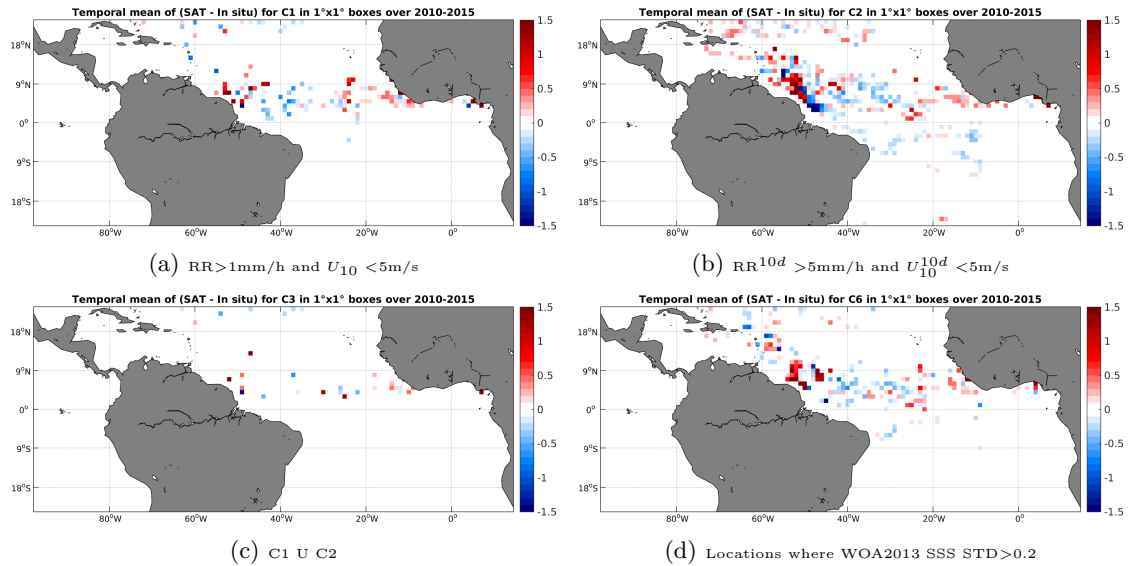 Temporal mean of (SAT - In situ) for C1 in 1°x1° boxes over 2010-2015
18°N
9°N
0°
9°S
18°S
80°W 60°W 40°W 20°W 0°
1.5
1
0.5
0
-0.5
-1
-1.5
(a) RR>1mm/h and U₁₀ <5m/s
Temporal mean of (SAT - In situ) for C2 in 1°x1° boxes over 2010-2015
18°N
9°N
0°
9°S
18°S
80°W 60°W 40°W 20°W 0°
1.5
1
0.5
0
-0.5
-1
-1.5
(b) RR¹⁰ᵈ >5mm/h and U₁₀¹⁰ᵈ <5m/s
Temporal mean of (SAT - In situ) for C3 in 1°x1° boxes over 2010-2015
18°N
9°N
0°
9°S
18°S
80°W 60°W 40°W 20°W 0°
1.5
1
0.5
0
-0.5
-1
-1.5
(c) C1 U C2
Temporal mean of (SAT - In situ) for C6 in 1°x1° boxes over 2010-2015
18°N
9°N
0°
9°S
18°S
80°W 60°W 40°W 20°W 0°
1.5
1
0.5
0
-0.5
-1
-1.5
(d) Locations where WOA2013 SSS STD>0.2